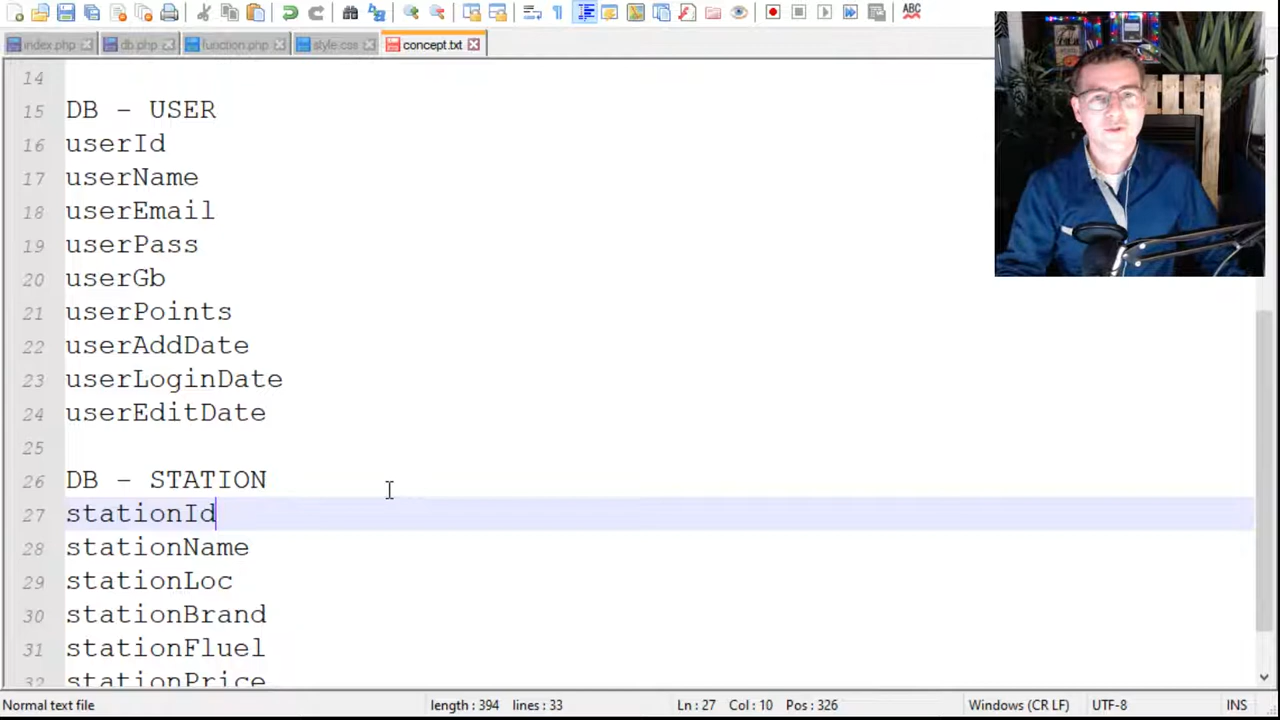 index.php db.php function.php style.css concept.txt
ABC
14
15 DB - USER
16 userId
17 userName
18 userEmail
19 userPass
20 userGb
21 userPoints
22 userAddDate
23 userLoginDate
24 userEditDate
25
26 DB - STATION
27 stationId
28 stationName
29 stationLoc
30 stationBrand
31 stationFluel
32 stationPrice
Normal text file length : 394 lines : 33 Ln : 27 Col : 10 Pos : 326 Windows (CR LF) UTF-8 INS